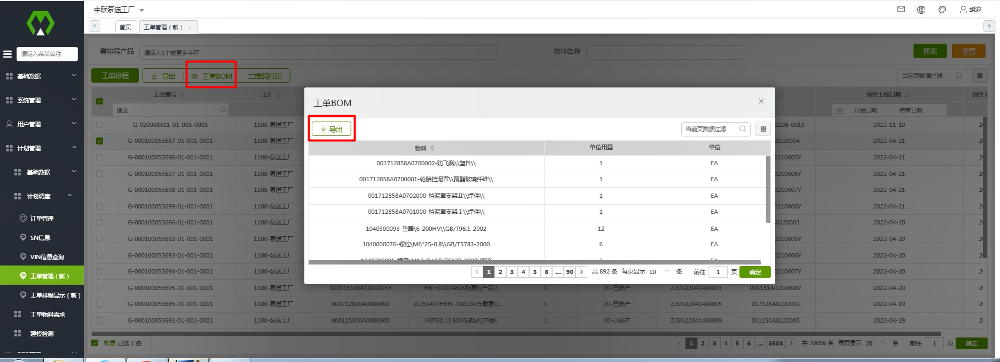 中联泵送工厂
胡迎
首页
工单管理（新） ×
请输入菜单名称
基础数据
系统管理
用户管理
计划管理
基础数据
计划调度
订单管理
SN信息
VIN信息查询
工单管理（新）
工单排程显示（新）
工单物料需求
建模检测
需排程产品 请输入1个或更多字符 物料名称 搜索 重置
工单排程 导出 工单BOM 二维码打印 当前页数据过滤
工单编号 工厂 预计上线日期 预计下
搜索 开始日期 - 结束日期
G-920008511-01-001-0001 1100-泵送工厂 220B-0013 2022-11-10
G-000100053687-01-001-0001 1100-泵送工厂 0220004 2022-04-21
G-000100053696-01-001-0001 1100-泵送工厂 0210005Y 2022-04-21
G-000100053697-01-001-0001 1100-泵送工厂 0210006Y 2022-04-21
G-000100053698-01-001-0001 1100-泵送工厂 0210007Y 2022-04-21
G-000100053699-01-001-0001 1100-泵送工厂 0210008Y 2022-04-21
G-000100053686-01-001-0001 1100-泵送工厂 0220003 2022-04-20
G-000100053692-01-001-0001 1100-泵送工厂 0210005Y 2022-04-20
G-000100053693-01-001-0001 1100-泵送工厂 0210006Y 2022-04-20
G-000100053694-01-001-0001 1100-泵送工厂 0210007Y 2022-04-20
G-000100053695-01-001-0001 1100-泵送工厂 000115100A1000003Y HBT50.10.48RS拖泵\\产品\\ 1 20-已排产 ZJSN22041400013 001151A0210008Y 2022-04-20
G-000100053685-01-001-0001 1100-泵送工厂 001712800A0000000 ZLJ5143THBEF-10023R车载泵\\... 1 20-已排产 ZJSN22041400005 017128A0220002 2022-04-19
G-000100053691-01-001-0001 1100-泵送工厂 000115000A0000000 HBT60.13.90SG拖泵\\产品\ 1 20-已排产 ZJSN22041400009 001150A0220005 2022-04-19
批量 已选 1 条
1 2 3 4 5 6 ... 3503 共 70056 条 每页显示 20 条 前往 1 页 确定
工单BOM
导出 当前页数据过滤
物料 单位用量 单位
001712858A0700002-防飞溅\\塑料\\ 1 EA
001712858A0700001-轮胎挡泥罩\\聚酯玻璃纤维\\ 1 EA
001712858A0702000-挡泥罩支架Ⅱ\\焊件\\ 1 EA
001712858A0701000-挡泥罩支架Ⅰ\\焊件\\ 1 EA
1040300093-垫圈\6-200HV\\GB/T96.1-2002 12 EA
1040000076-螺栓\M6*25-8.8\\GB/T5783-2000 6 EA
1 2 3 4 5 6 ... 90 共 892 条 每页显示 10 条 前往 1 页 确定